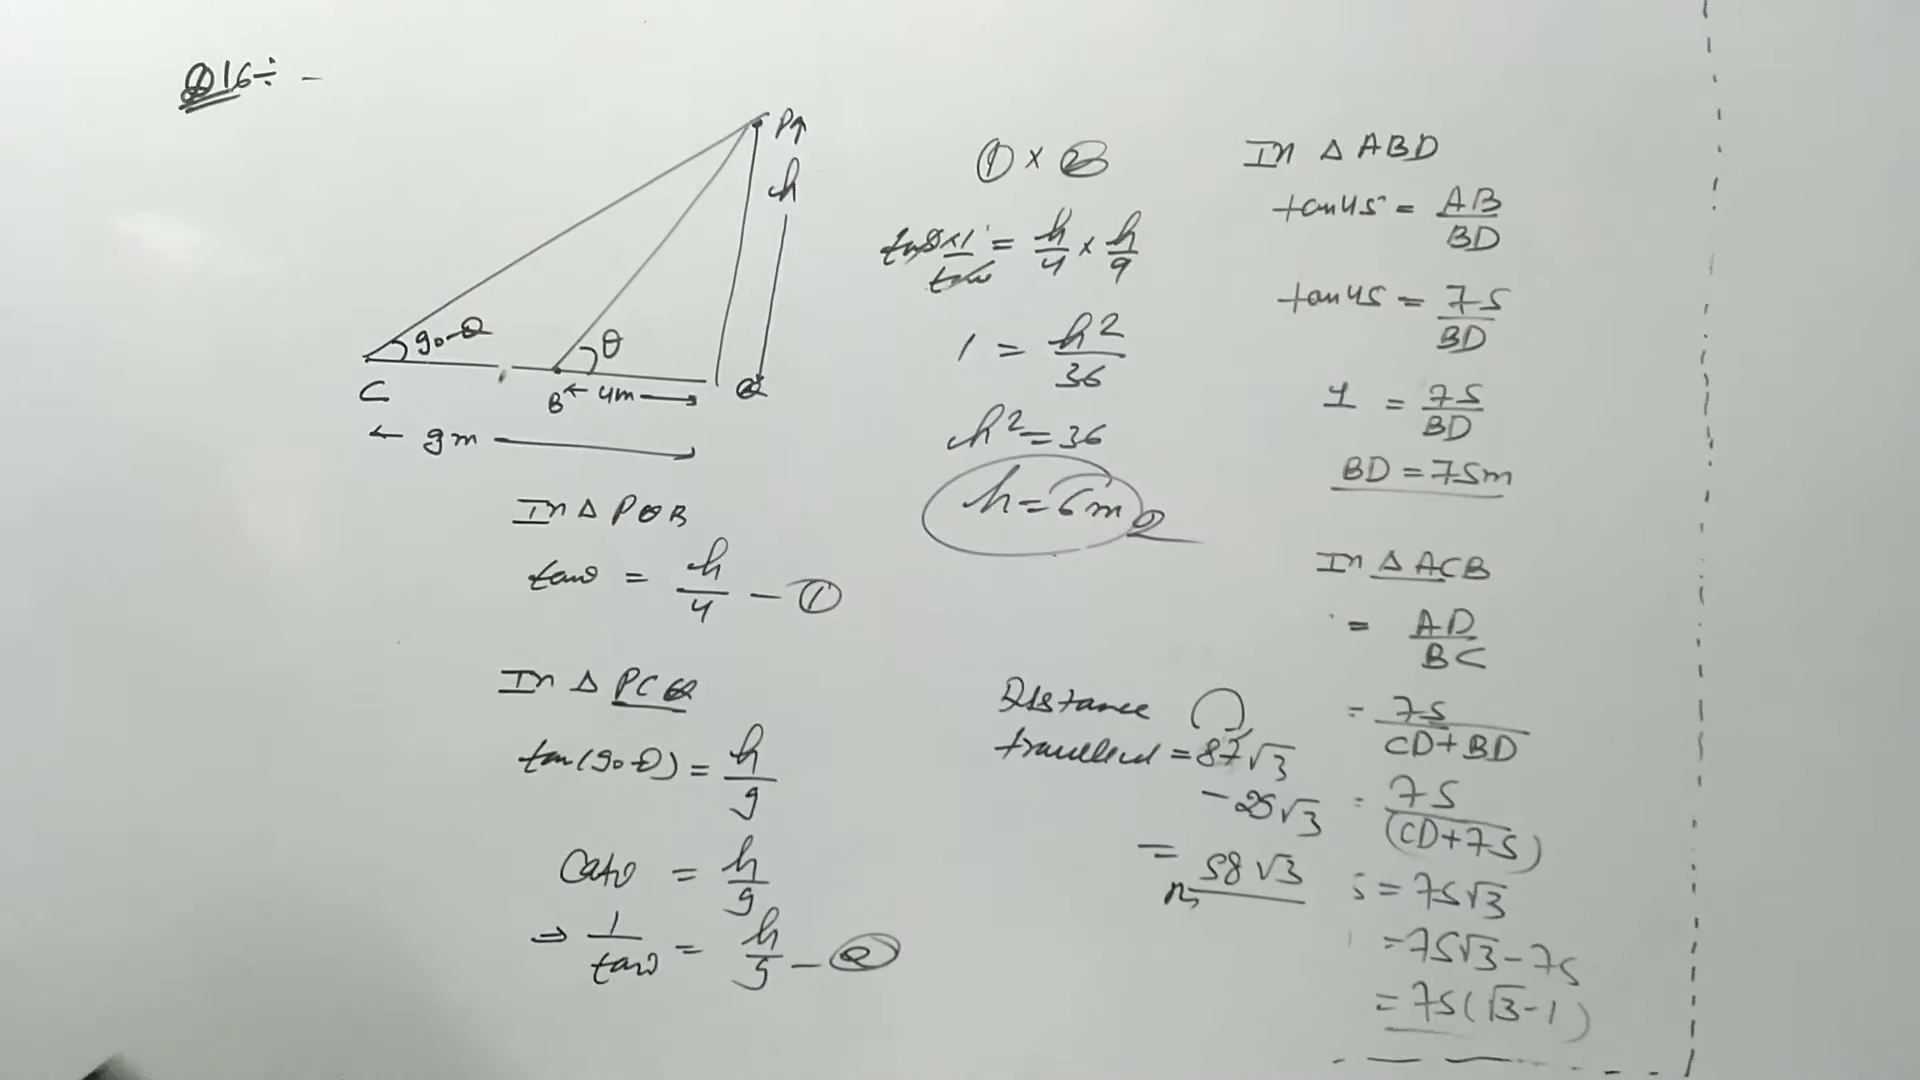 Q16÷ -
P↑
h
90-θ
θ
C
B
← 4m →
Q
← 9m →
In Δ PQB
tanθ = h/4 - ①
In Δ PCQ
tan(90-θ) = h/9
Cotθ = h/9
⇒ 1/tanθ = h/9 - ②
① × ②
tanθ×1/tanθ = h/4 × h/9
1 = h²/36
h² = 36
h = 6m
Distance
travelled = 87√3
- 25√3
= 58√3
In Δ ABD
tan45° = AB/BD
tan45 = 75/BD
1 = 75/BD
BD = 75m
In Δ ACB
= AD/BC
= 75/CD+BD
= 75/(CD+75)
= 75√3
= 75√3-75
= 75(√3-1)